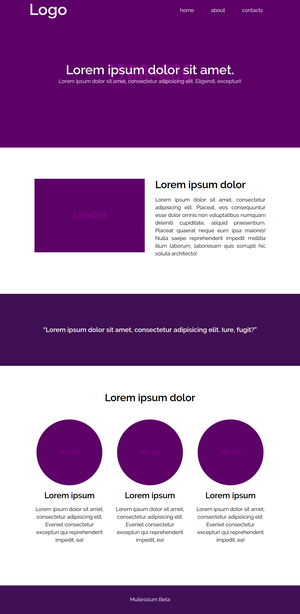 Logo
home about contacts
Lorem ipsum dolor sit amet.
Lorem ipsum dolor sit amet, consectetur adipisicing elit. Eligendi, excepturi!
600×400
Lorem ipsum dolor
Lorem ipsum dolor sit amet, consectetur
adipisicing elit. Placeat, eos consequuntur
esse dolor omnis non voluptatibus numquam
deleniti cupiditate, aliquid praesentium.
Placeat quaerat neque eum ipsa maiores!
Nulla saepe reprehenderit impedit mollitia
illum harum, laboriosam quas corrupti hic
soluta architecto!
"Lorem ipsum dolor sit amet, consectetur adipisicing elit. Iure, fugit?"
Lorem ipsum dolor
Lorem ipsum
Lorem ipsum dolor sit amet,
consectetur adipisicing elit.
Eveniet consectetur
excepturi qui reprehenderit
impedit, ea!
Lorem ipsum
Lorem ipsum dolor sit amet,
consectetur adipisicing elit.
Eveniet consectetur
excepturi qui reprehenderit
impedit, ea!
Lorem ipsum
Lorem ipsum dolor sit amet,
consectetur adipisicing elit.
Eveniet consectetur
excepturi qui reprehenderit
impedit, ea!
Mullessium Beta